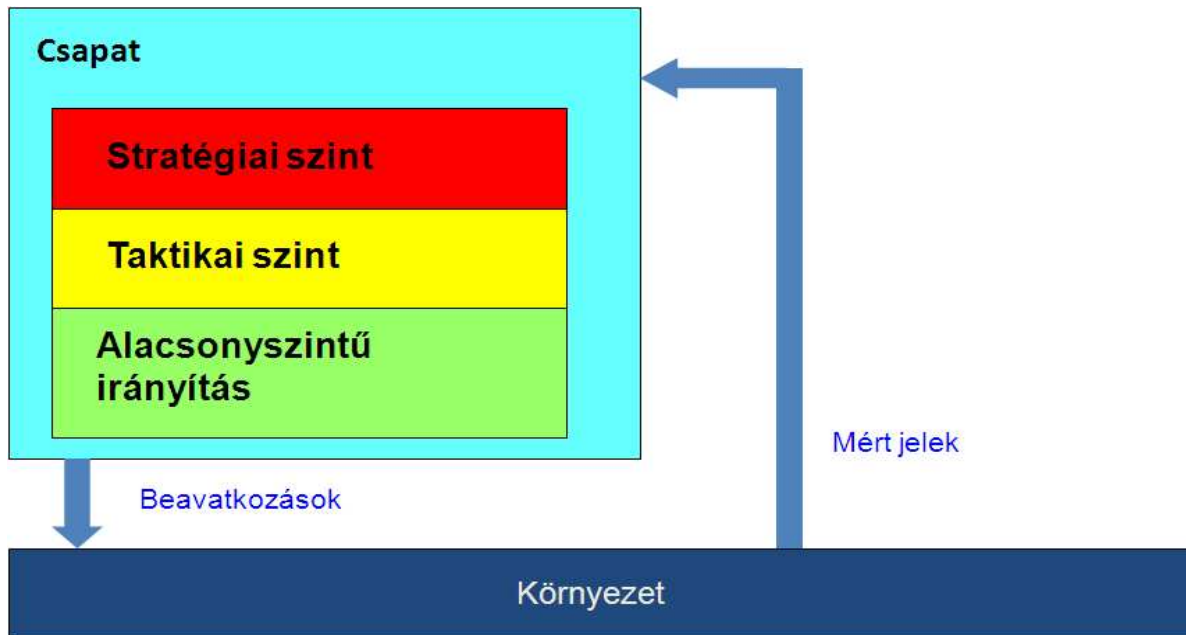 Csapat
Stratégiai szint
Taktikai szint
Alacsonyszintű
irányítás
Mért jelek
Beavatkozások
Környezet